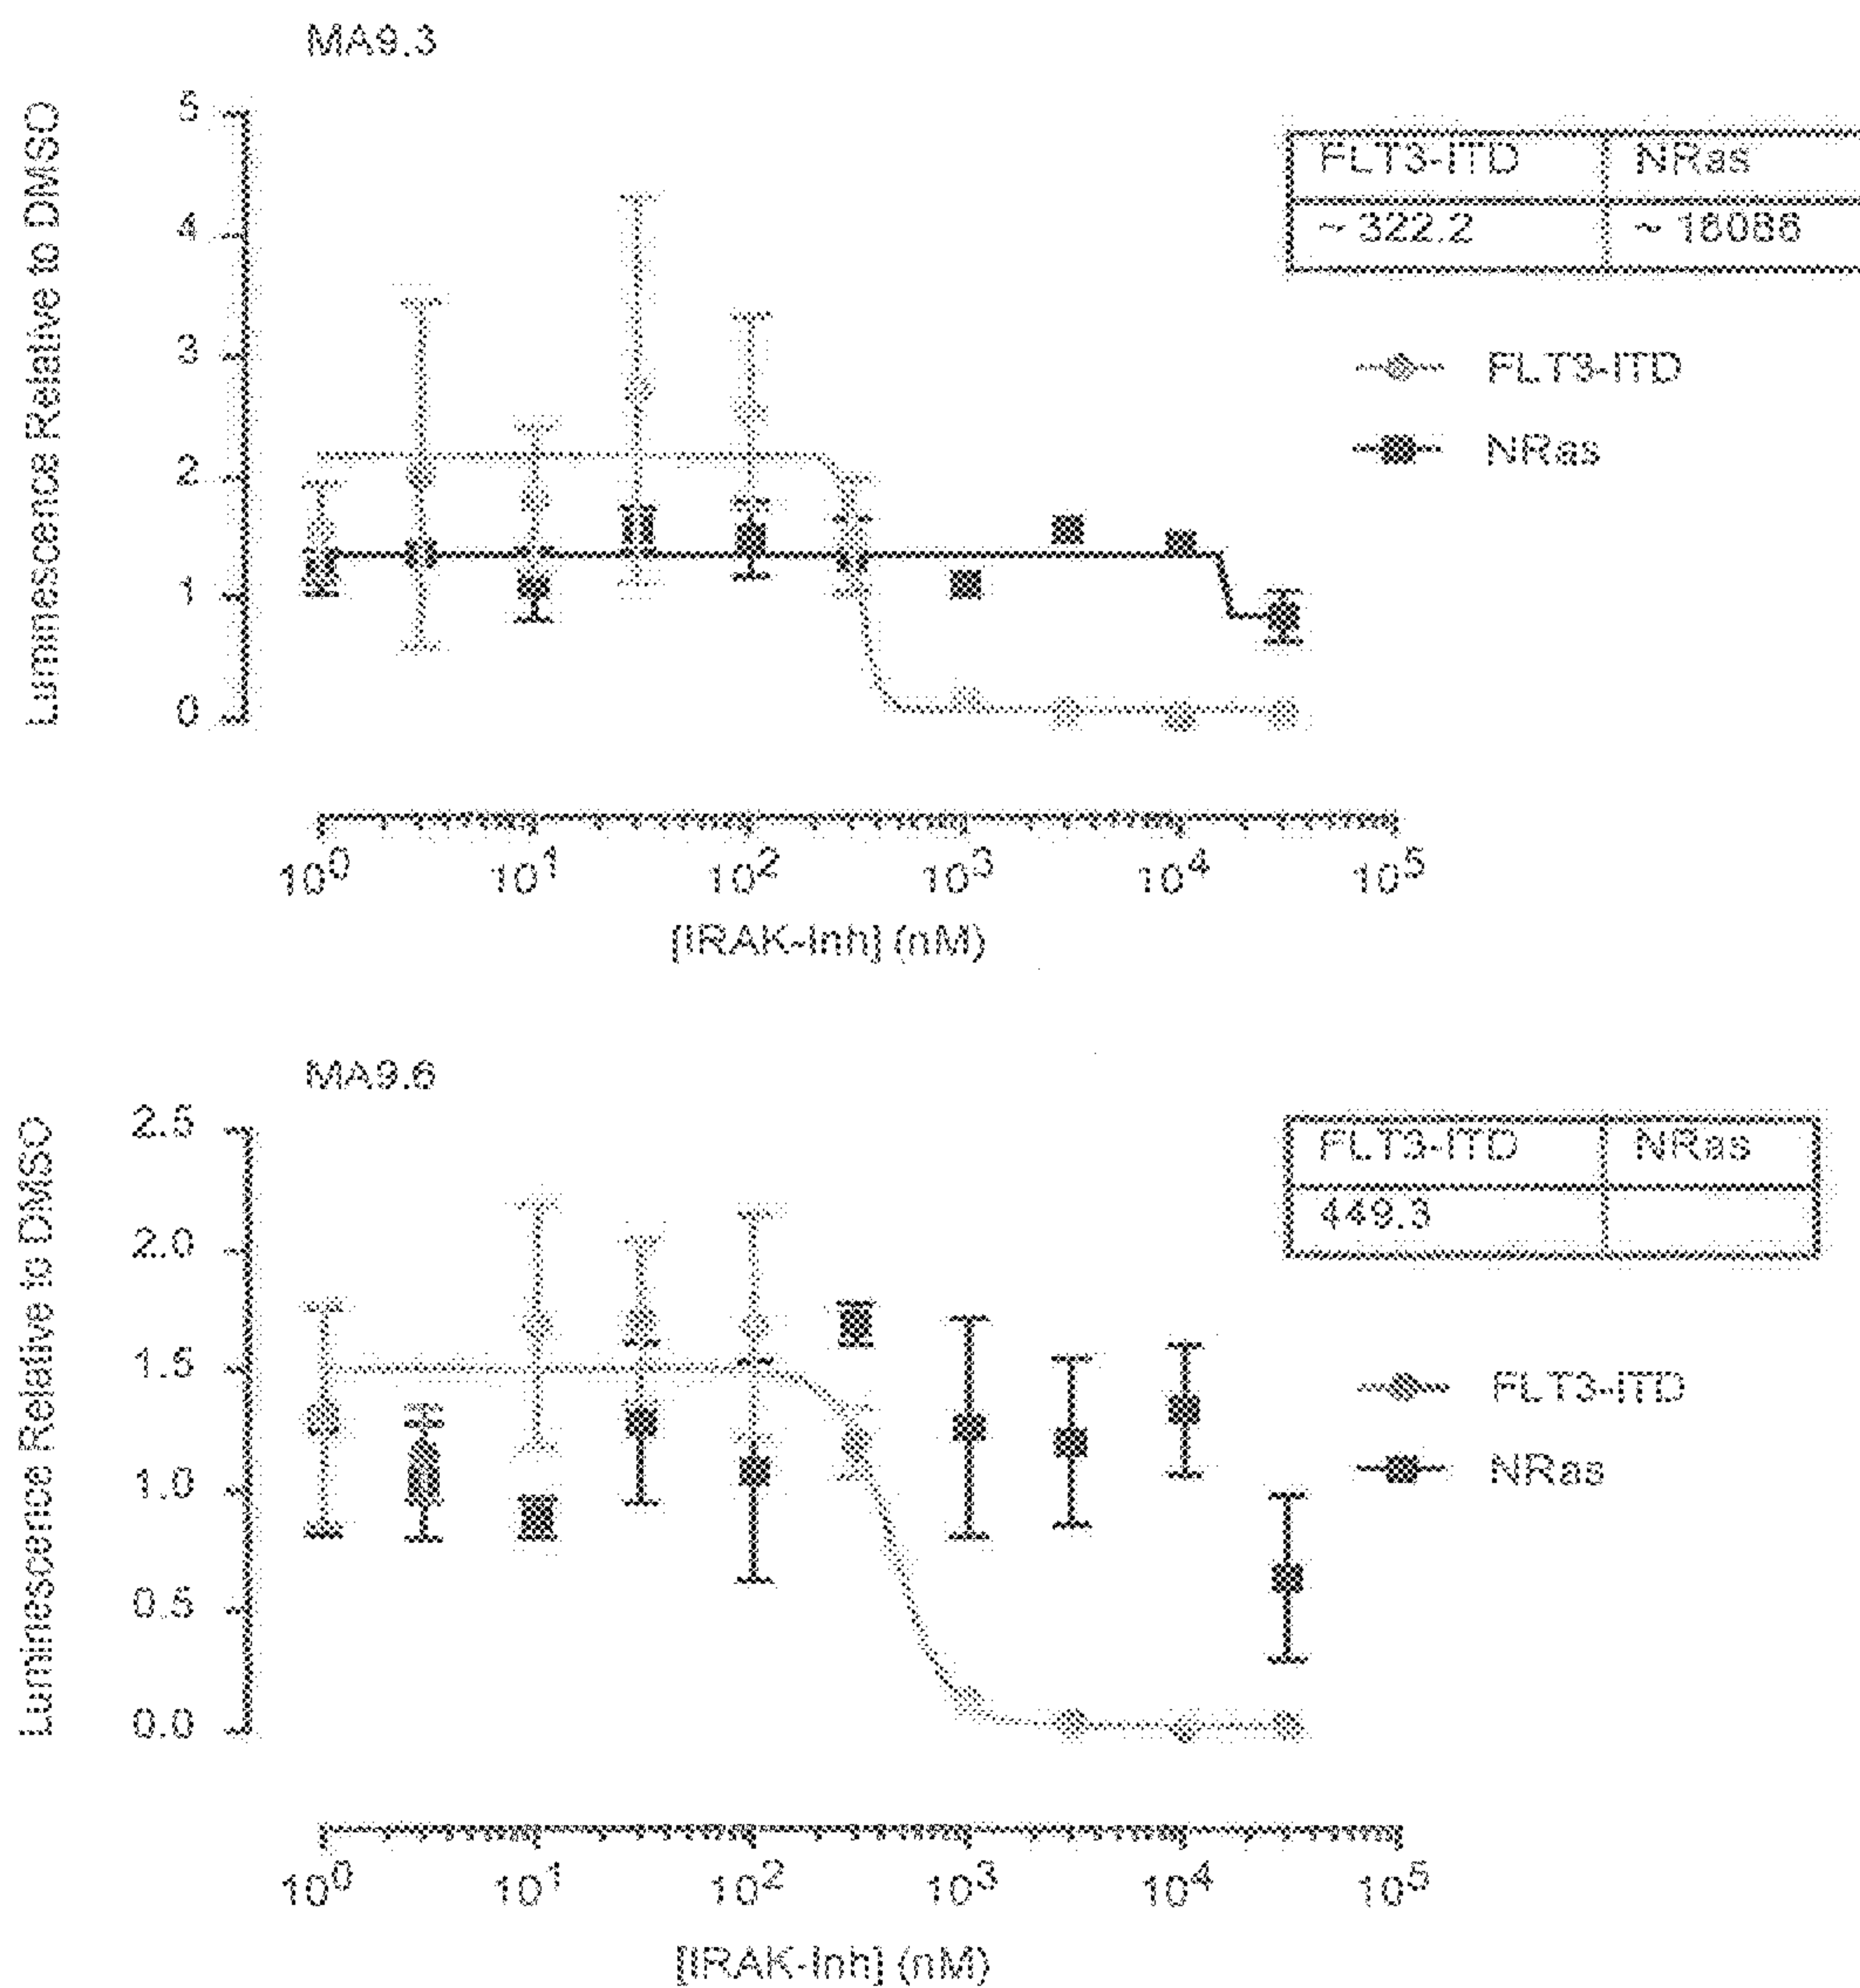 MA9.3
Luminescence Relative to DMSO
5
4
3
2
1
0
FLT3-ITD NRas
~ 322.2 ~ 16086
FLT3-ITD
NRas
10^0 10^1 10^2 10^3 10^4 10^5
[IRAK-Inh] (nM)
MA9.6
Luminescence Relative to DMSO
2.5
2.0
1.5
1.0
0.5
0.0
FLT3-ITD NRas
449.3
FLT3-ITD
NRas
10^0 10^1 10^2 10^3 10^4 10^5
[IRAK-Inh] (nM)